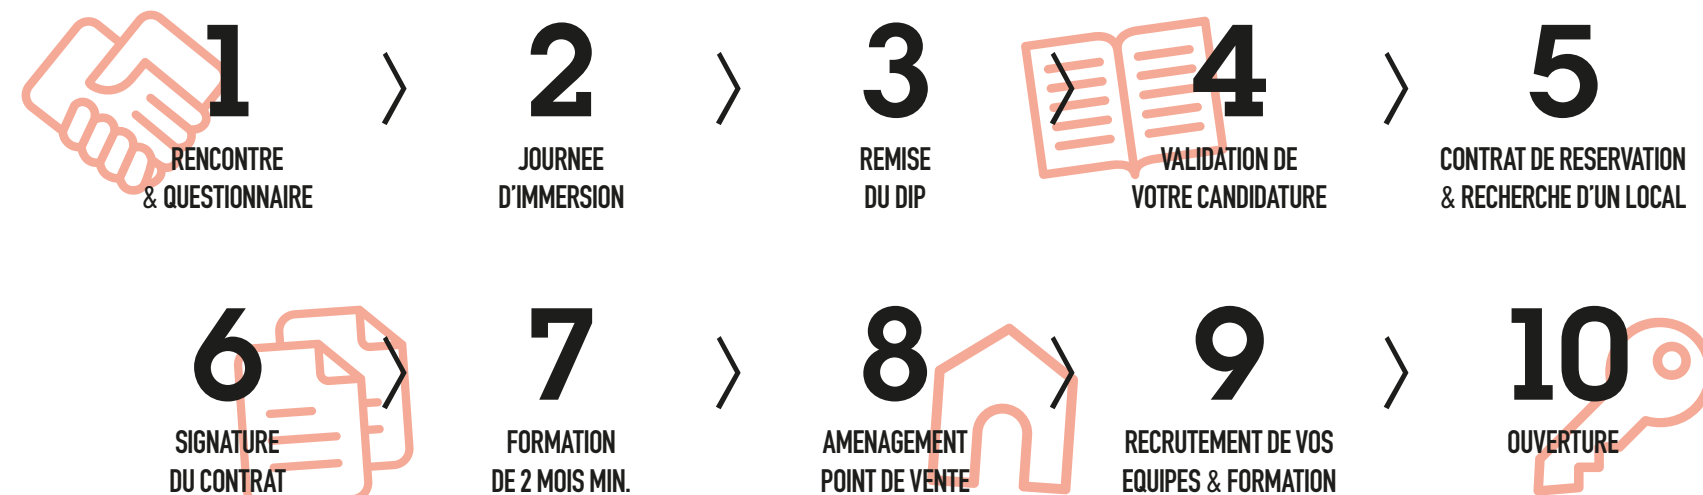 1
RENCONTRE
& QUESTIONNAIRE
2
JOURNEE
D'IMMERSION
3
REMISE
DU DIP
4
VALIDATION DE
VOTRE CANDIDATURE
5
CONTRAT DE RESERVATION
& RECHERCHE D'UN LOCAL
6
SIGNATURE
DU CONTRAT
7
FORMATION
DE 2 MOIS MIN.
8
AMENAGEMENT
POINT DE VENTE
9
RECRUTEMENT DE VOS
EQUIPES & FORMATION
10
OUVERTURE